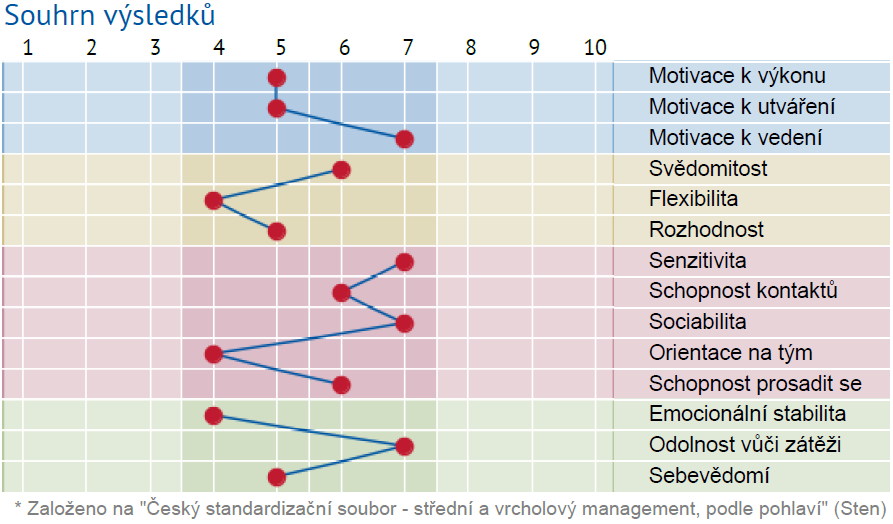 Souhrn výsledků
1 2 3 4 5 6 7 8 9 10
Motivace k výkonu
Motivace k utváření
Motivace k vedení
Svědomitost
Flexibilita
Rozhodnost
Senzitivita
Schopnost kontaktů
Sociabilita
Orientace na tým
Schopnost prosadit se
Emocionální stabilita
Odolnost vůči zátěži
Sebevědomí
* Založeno na "Český standardizační soubor - střední a vrcholový management, podle pohlaví" (Sten)